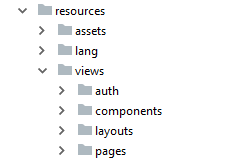 resources
assets
lang
views
auth
components
layouts
pages